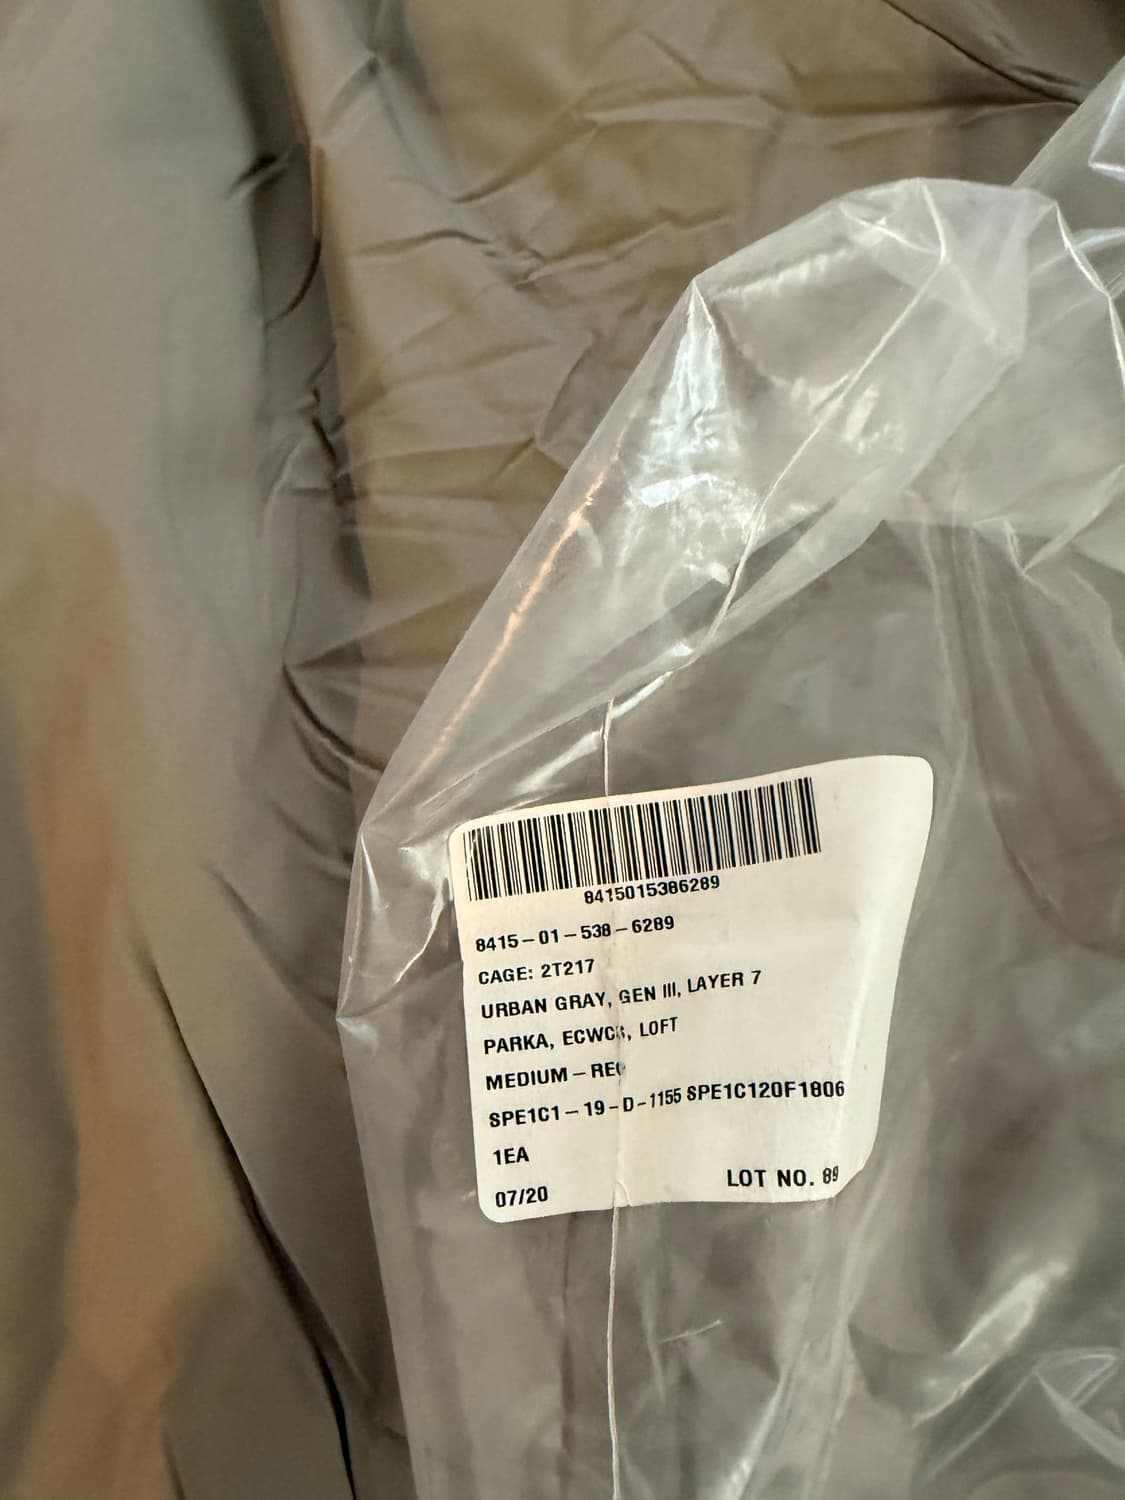 8415015386289
8415-01-538-6289
CAGE: 2T217
URBAN GRAY, GEN III, LAYER 7
PARKA, ECWCS, LOFT
MEDIUM-REG
SPE1C1-19-D-1155 SPE1C120F1806
1EA
07/20 LOT NO. 89